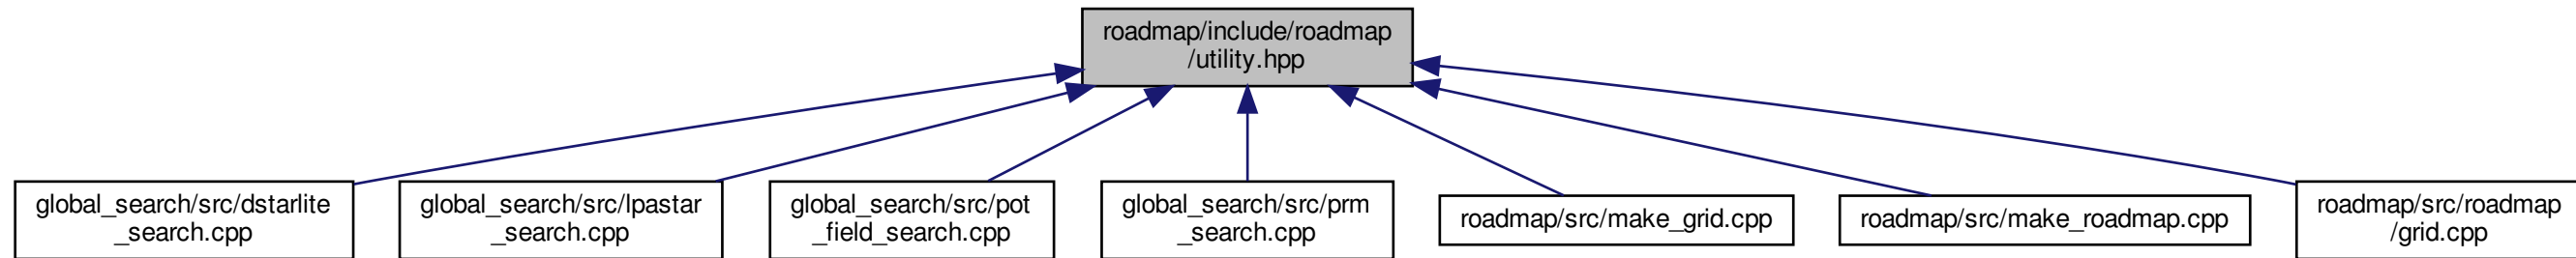 roadmap/include/roadmap
/utility.hpp
global_search/src/dstarlite
_search.cpp
global_search/src/lpastar
_search.cpp
global_search/src/pot
_field_search.cpp
global_search/src/prm
_search.cpp
roadmap/src/make_grid.cpp
roadmap/src/make_roadmap.cpp
roadmap/src/roadmap
/grid.cpp